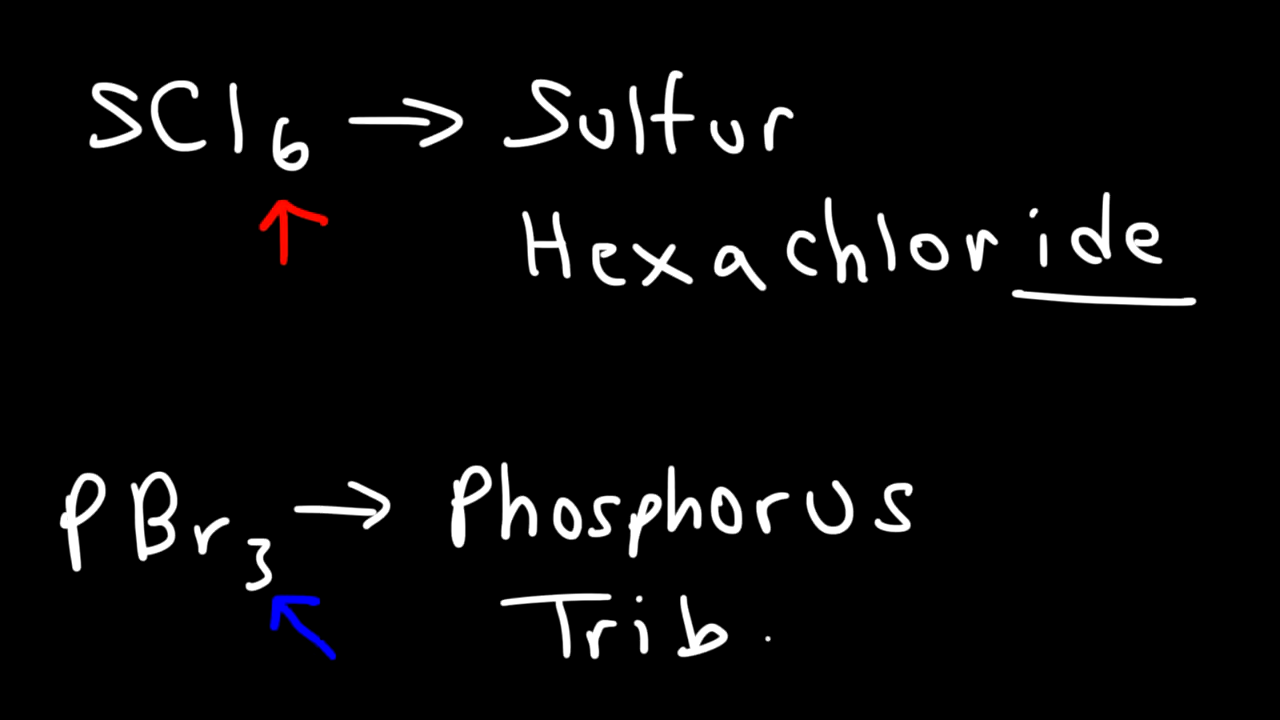 SCl₆ → Sulfur
Hexachloride
PBr₃ → Phosphorus
Trib